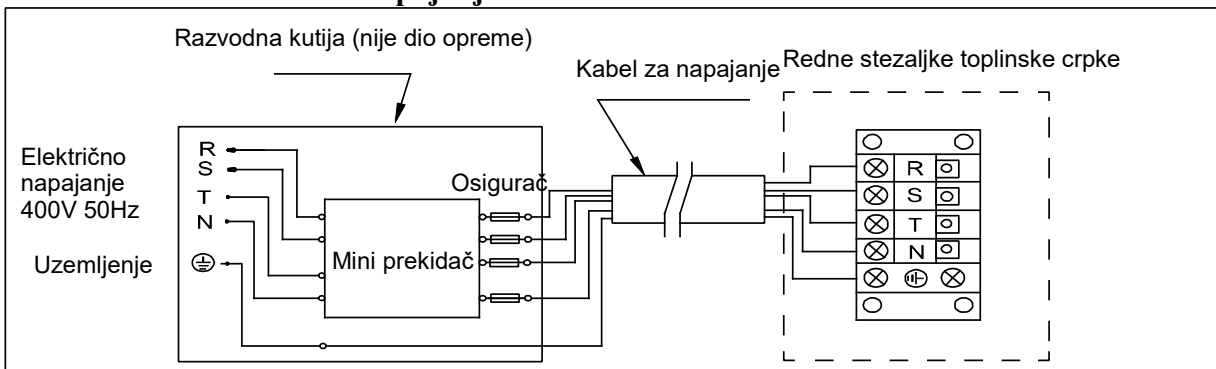 Razvodna kutija (nije dio opreme)
Kabel za napajanje
Redne stezaljke toplinske crpke
Električno
napajanje
400V 50Hz
Uzemljenje
R
S
T
N
Osigurač
Mini prekidač
R
S
T
N